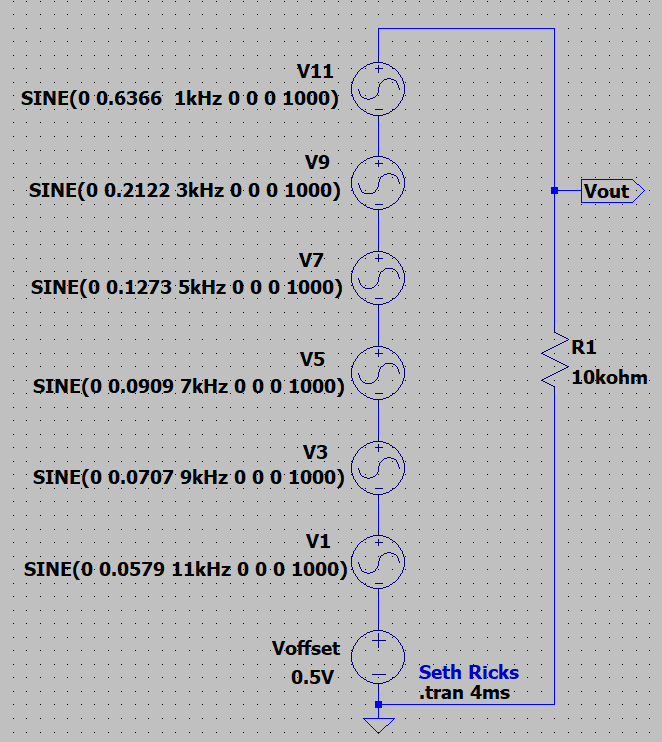 V11
SINE(0 0.6366 1kHz 0 0 0 1000)
V9
SINE(0 0.2122 3kHz 0 0 0 1000)
Vout
V7
SINE(0 0.1273 5kHz 0 0 0 1000)
R1
10kohm
V5
SINE(0 0.0909 7kHz 0 0 0 1000)
V3
SINE(0 0.0707 9kHz 0 0 0 1000)
V1
SINE(0 0.0579 11kHz 0 0 0 1000)
Voffset
0.5V
Seth Ricks
.tran 4ms